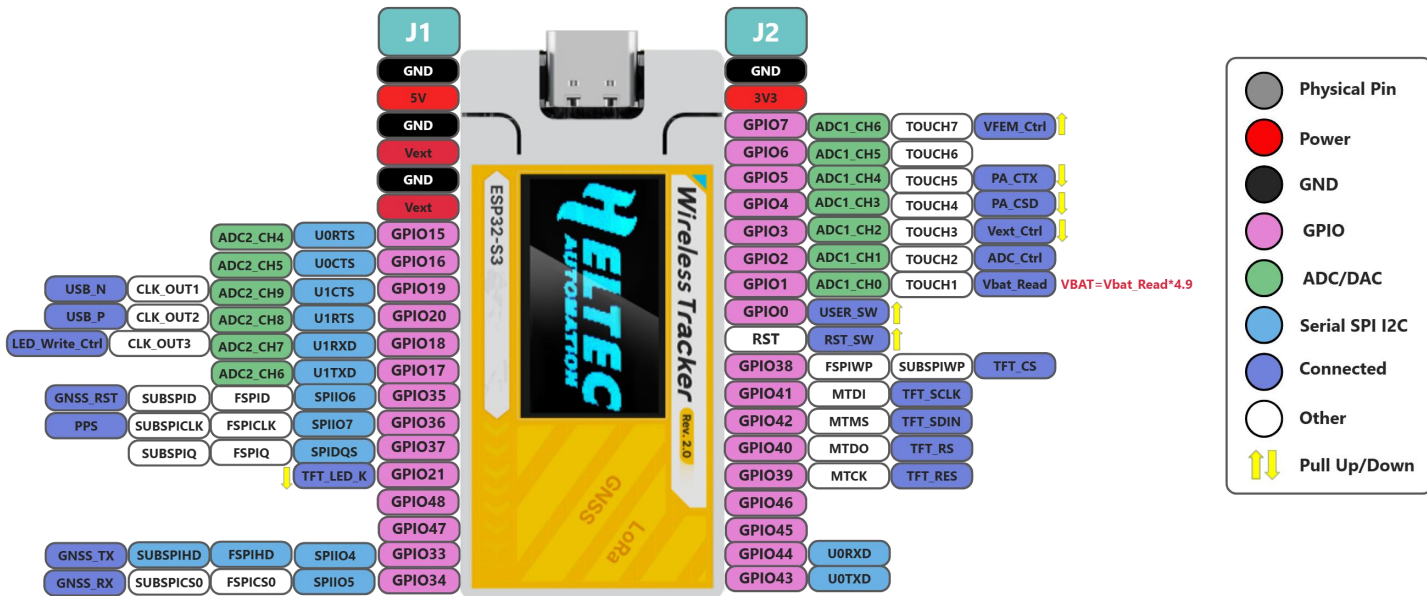 J1
GND
5V
GND
Vext
GND
Vext
ADC2_CH4 U0RTS GPIO15
ADC2_CH5 U0CTS GPIO16
USB_N CLK_OUT1 ADC2_CH9 U1CTS GPIO19
USB_P CLK_OUT2 ADC2_CH8 U1RTS GPIO20
LED_Write_Ctrl CLK_OUT3 ADC2_CH7 U1RXD GPIO18
ADC2_CH6 U1TXD GPIO17
GNSS_RST SUBSPID FSPID SPIIO6 GPIO35
PPS SUBSPICLK FSPICLK SPIIO7 GPIO36
SUBSPIQ FSPIQ SPIDQS GPIO37
TFT_LED_K GPIO21
GPIO48
GPIO47
GNSS_TX SUBSPIHD FSPIHD SPIIO4 GPIO33
GNSS_RX SUBSPICS0 FSPICS0 SPIIO5 GPIO34
ESP32-S3
HELTEC
AUTOMATION
Wireless Tracker
Rev. 2.0
GNSS
LoRa
J2
GND
3V3
GPIO7 ADC1_CH6 TOUCH7 VFEM_Ctrl
GPIO6 ADC1_CH5 TOUCH6
GPIO5 ADC1_CH4 TOUCH5 PA_CTX
GPIO4 ADC1_CH3 TOUCH4 PA_CSD
GPIO3 ADC1_CH2 TOUCH3 Vext_Ctrl
GPIO2 ADC1_CH1 TOUCH2 ADC_Ctrl
GPIO1 ADC1_CH0 TOUCH1 Vbat_Read VBAT=Vbat_Read*4.9
GPIO0 USER_SW
RST RST_SW
GPIO38 FSPIWP SUBSPIWP TFT_CS
GPIO41 MTDI TFT_SCLK
GPIO42 MTMS TFT_SDIN
GPIO40 MTDO TFT_RS
GPIO39 MTCK TFT_RES
GPIO46
GPIO45
GPIO44 U0RXD
GPIO43 U0TXD
Physical Pin
Power
GND
GPIO
ADC/DAC
Serial SPI I2C
Connected
Other
Pull Up/Down